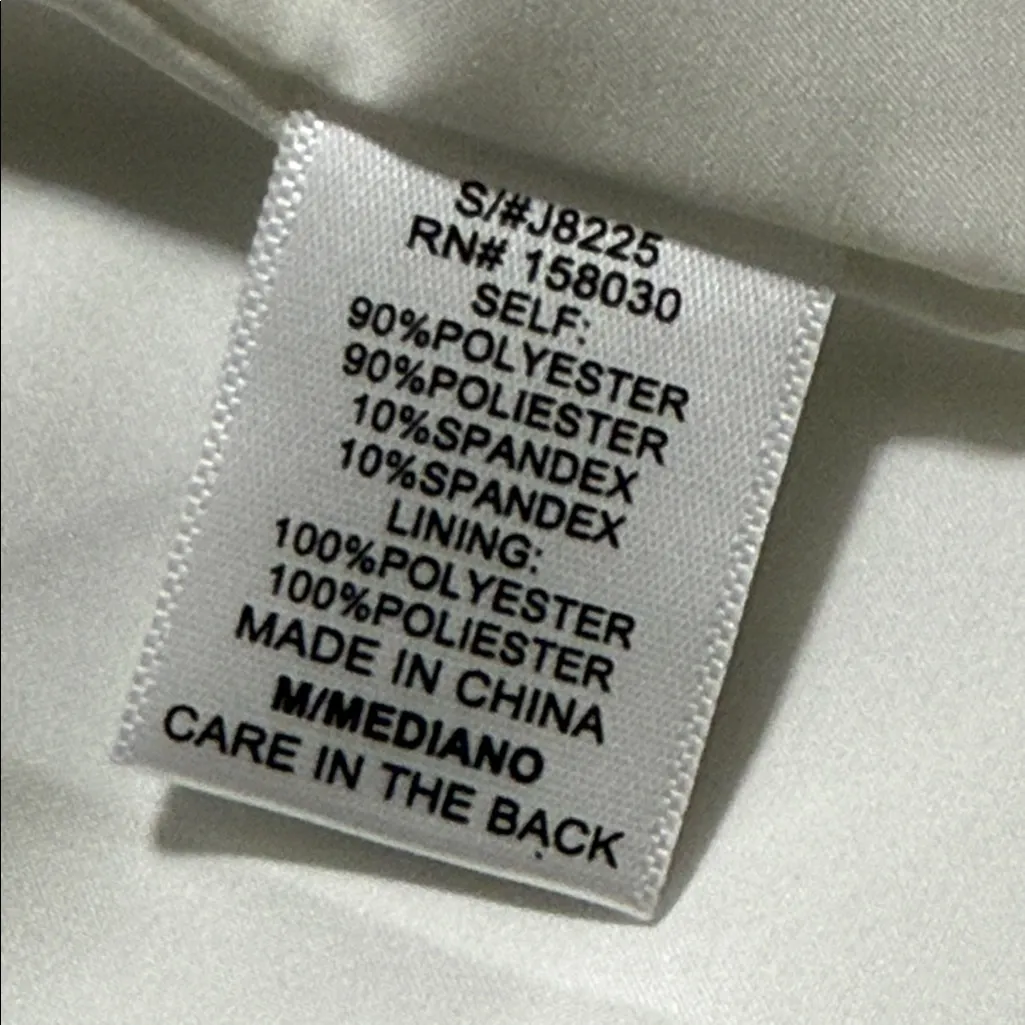 S/#J8225
RN# 158030
SELF:
90%POLYESTER
90%POLIESTER
10%SPANDEX
10%SPANDEX
LINING:
100%POLYESTER
100%POLIESTER
MADE IN CHINA
M/MEDIANO
CARE IN THE BACK